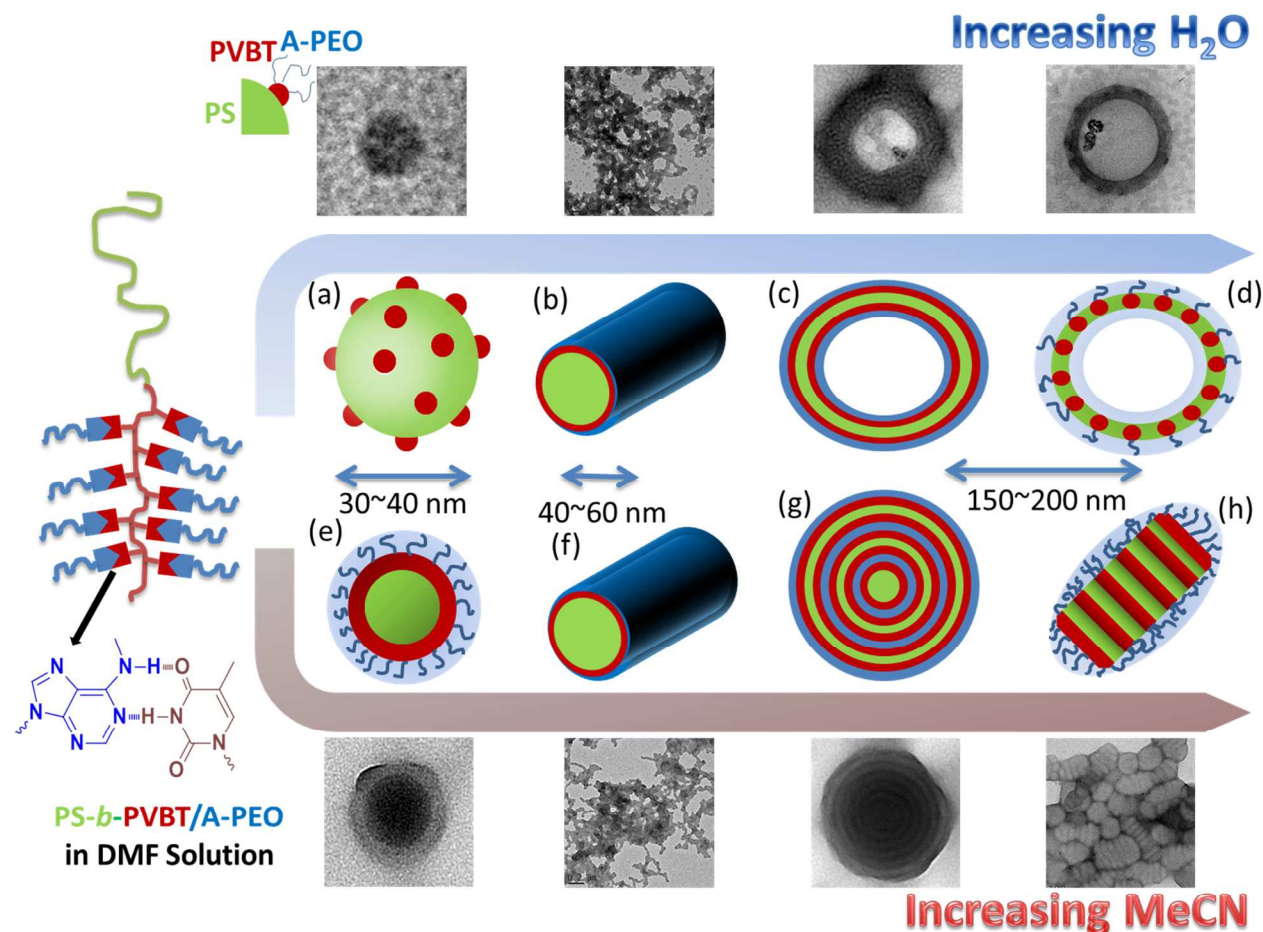 Increasing H₂O
PVBT A-PEO
PS
(a)
(b)
(c)
(d)
30~40 nm
40~60 nm
150~200 nm
(e)
(f)
(g)
(h)
N
N-H
O
N
N
N
H-N
N
O
PS-b-PVBT/A-PEO
in DMF Solution
Increasing MeCN